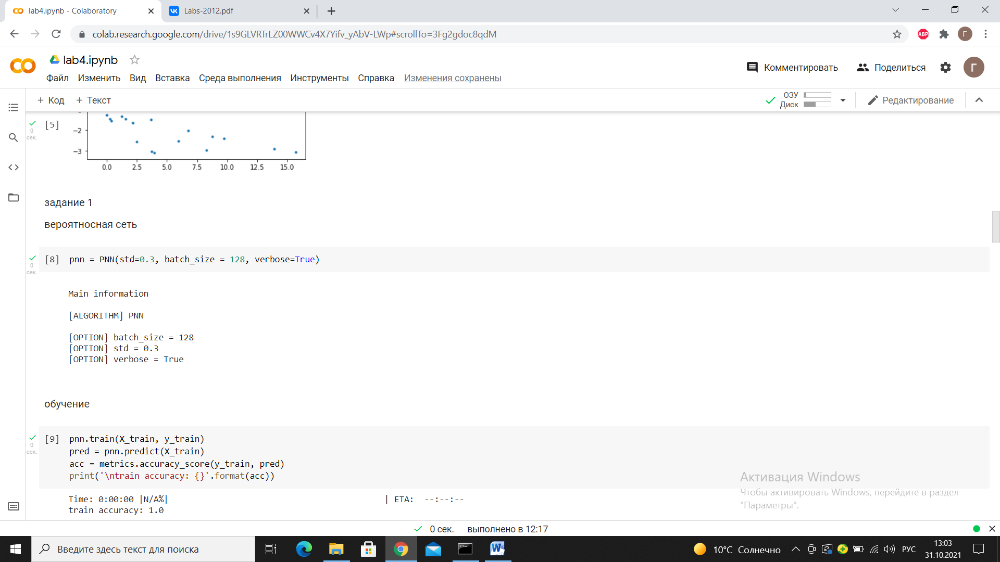 lab4.ipynb - Colaboratory
Labs-2012.pdf
colab.research.google.com/drive/1s9GLVRTrLZ00WWCv4X7Yifv_yAbV-LWp#scrollTo=3Fg2gdoc8qdM
ABP
Г
lab4.ipynb
Комментировать
Поделиться
Г
Файл Изменить Вид Вставка Среда выполнения Инструменты Справка Изменения сохранены
+ Код + Текст
ОЗУ
Диск
Редактирование
[5]
0
сек.
−2
−3
0.0 2.5 5.0 7.5 10.0 12.5 15.0
задание 1
вероятносная сеть
[8] pnn = PNN(std=0.3, batch_size = 128, verbose=True)
0
сек.
Main information
[ALGORITHM] PNN
[OPTION] batch_size = 128
[OPTION] std = 0.3
[OPTION] verbose = True
обучение
[9] pnn.train(X_train, y_train)
0
сек.
pred = pnn.predict(X_train)
acc = metrics.accuracy_score(y_train, pred)
print('\ntrain accuracy: {}'.format(acc))
Time: 0:00:00 |N/A%| | ETA: --:--:--
train accuracy: 1.0
Активация Windows
Чтобы активировать Windows, перейдите в раздел
"Параметры".
0 сек. выполнено в 12:17
Введите здесь текст для поиска
10°C Солнечно
РУС
13:03
31.10.2021